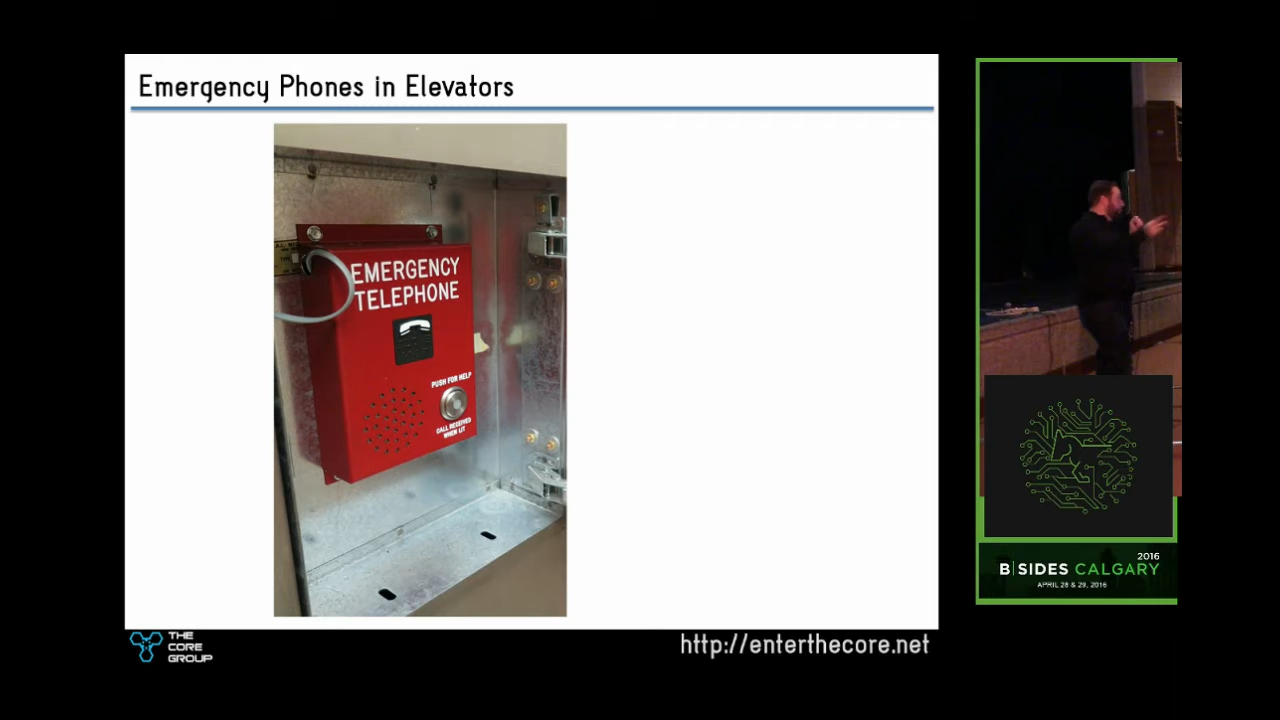 Emergency Phones in Elevators
EMERGENCY
TELEPHONE
PUSH FOR HELP
CALL RECEIVED
WHEN LIT
THE
CORE
GROUP
http://enterthecore.net
2016
B|SIDES CALGARY
APRIL 28 & 29, 2016